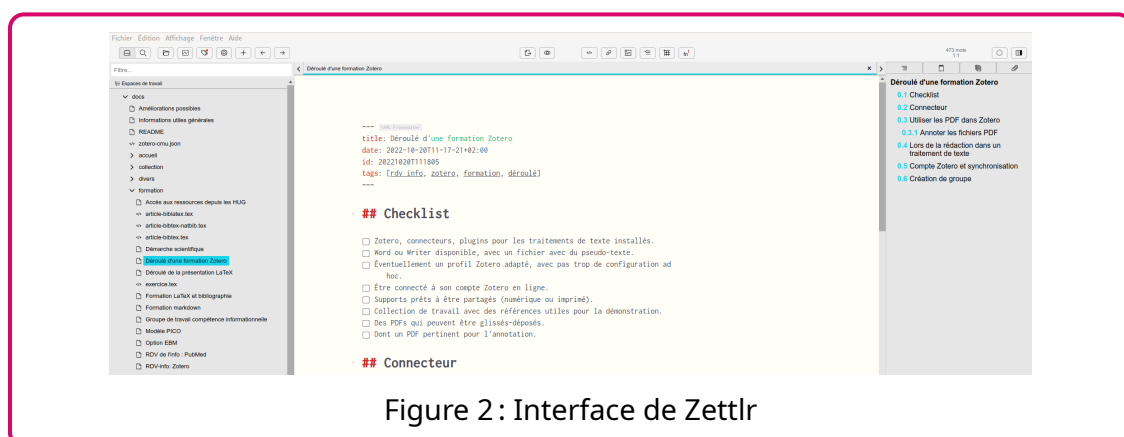 Fichier Édition Affichage Fenêtre Aide
473 mots
1:1
Filtre...
Espaces de travail
docs
Améliorations possibles
Informations utiles générales
README
zotero-cmu.json
accueil
collection
divers
formation
Accès aux ressources depuis les HUG
article-biblatex.tex
article-bibtex-natbib.tex
article-bibtex.tex
Démarche scientifique
Déroulé d'une formation Zotero
Déroulé de la présentation LaTeX
exercice.tex
Formation LaTeX et bibliographie
Formation markdown
Groupe de travail compétence informationnelle
Modèle PICO
Option EBM
RDV de l'info : PubMed
RDV-info: Zotero
Déroulé d'une formation Zotero
--- YAML Frontmatter
title: Déroulé d'une formation Zotero
date: 2022-10-20T11-17-21+02:00
id: 20221020T111805
tags: [rdv info, zotero, formation, déroulé]
---
## Checklist
Zotero, connecteurs, plugins pour les traitements de texte installés.
Word ou Writer disponible, avec un fichier avec du pseudo-texte.
Éventuellement un profil Zotero adapté, avec pas trop de configuration ad
hoc.
Être connecté à son compte Zotero en ligne.
Supports prêts à être partagés (numérique ou imprimé).
Collection de travail avec des références utiles pour la démonstration.
Des PDFs qui peuvent être glissés-déposés.
Dont un PDF pertinent pour l'annotation.
## Connecteur
Déroulé d'une formation Zotero
0.1 Checklist
0.2 Connecteur
0.3 Utiliser les PDF dans Zotero
0.3.1 Annoter les fichiers PDF
0.4 Lors de la rédaction dans un
traitement de texte
0.5 Compte Zotero et synchronisation
0.6 Création de groupe
Figure 2 : Interface de Zettlr